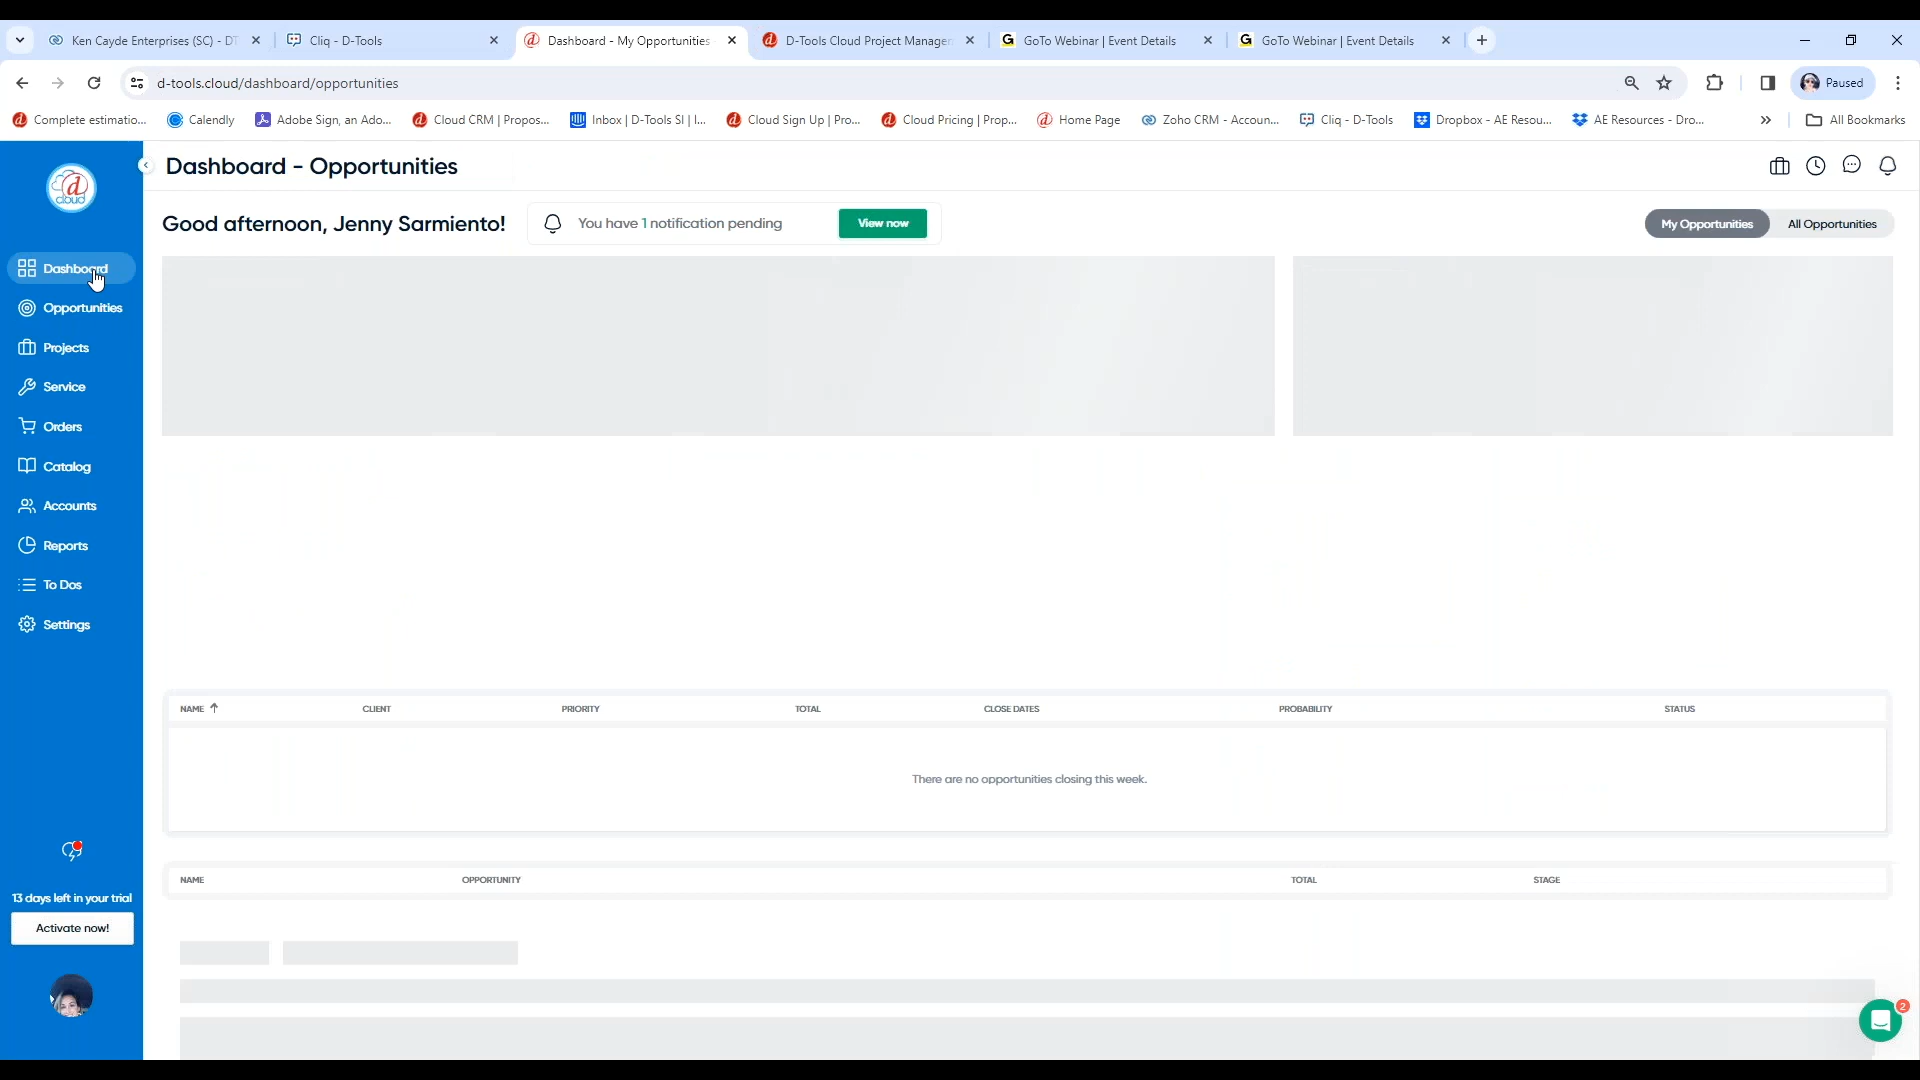 Ken Cayde Enterprises (SC) - DT
Cliq - D-Tools
Dashboard - My Opportunities
D-Tools Cloud Project Manager
GoTo Webinar | Event Details
GoTo Webinar | Event Details
d-tools.cloud/dashboard/opportunities
Paused
Complete estimatio...
Calendly
Adobe Sign, an Ado...
Cloud CRM | Propos...
Inbox | D-Tools SI | I...
Cloud Sign Up | Pro...
Cloud Pricing | Prop...
Home Page
Zoho CRM - Accoun...
Cliq - D-Tools
Dropbox - AE Resou...
AE Resources - Dro...
All Bookmarks
d
cloud
Dashboard - Opportunities
Good afternoon, Jenny Sarmiento!
You have 1 notification pending
View now
My Opportunities
All Opportunities
Dashboard
Opportunities
Projects
Service
Orders
Catalog
Accounts
Reports
To Dos
Settings
NAME
CLIENT
PRIORITY
TOTAL
CLOSE DATES
PROBABILITY
STATUS
There are no opportunities closing this week.
NAME
OPPORTUNITY
TOTAL
STAGE
13 days left in your trial
Activate now!
2